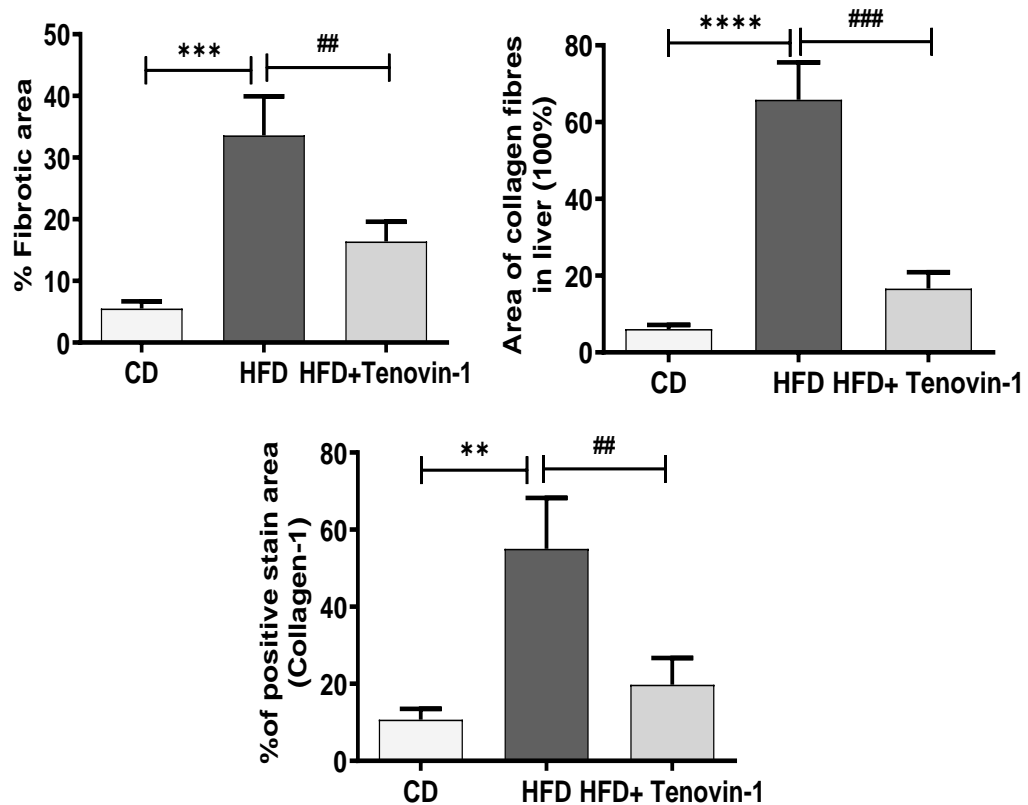 % Fibrotic area
50
40
30
20
10
0
***
##
CD HFD HFD+Tenovin-1
Area of collagen fibres
in liver (100%)
80
60
40
20
0
****
###
CD HFD HFD+ Tenovin-1
%of positive stain area
(Collagen-1)
80
60
40
20
0
**
##
CD HFD HFD+ Tenovin-1